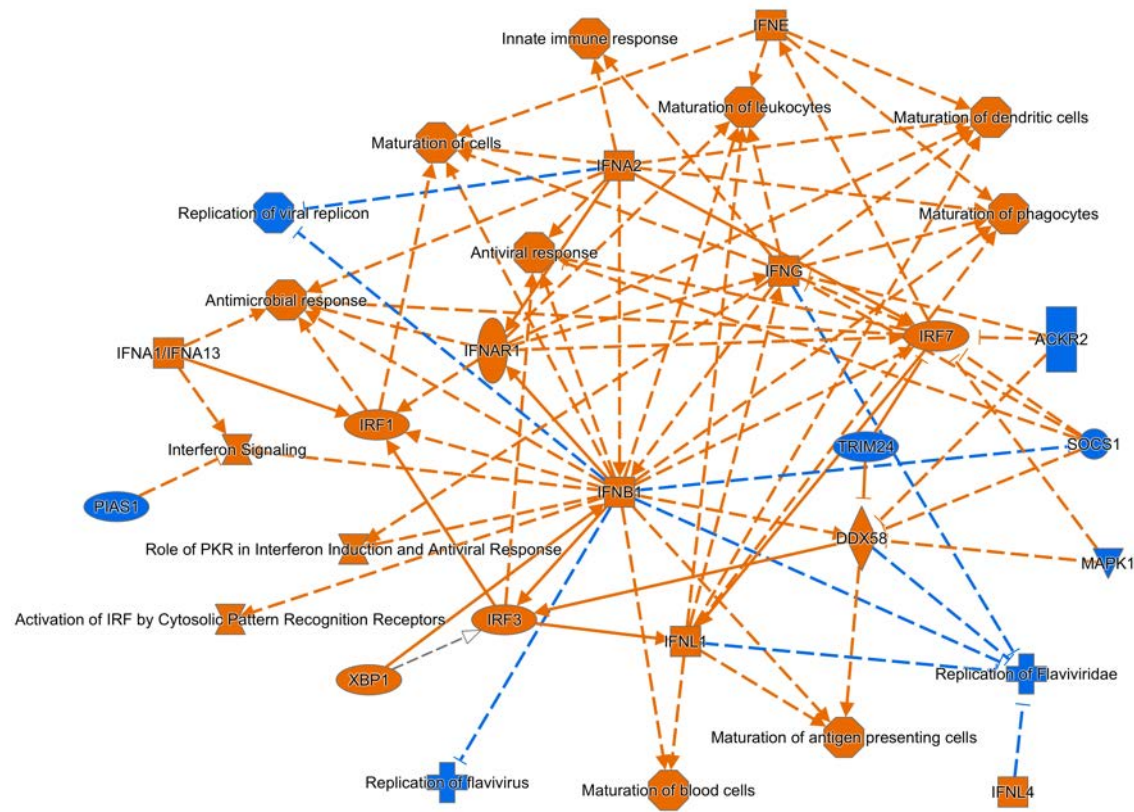 IFNE
Innate immune response
Maturation of leukocytes
Maturation of dendritic cells
Maturation of cells
IFNA2
Replication of viral replicon
Maturation of phagocytes
Antiviral response
IFNG
Antimicrobial response
IRF7
ACKR2
IFNA1/IFNA13
IFNAR1
IRF1
TRIM24
SOCS1
Interferon Signaling
IFNB1
PIAS1
DDX58
Role of PKR in Interferon Induction and Antiviral Response
MAPK1
Activation of IRF by Cytosolic Pattern Recognition Receptors
IRF3
IFNL1
XBP1
Replication of Flaviviridae
Maturation of antigen presenting cells
Replication of flavivirus
Maturation of blood cells
IFNL4